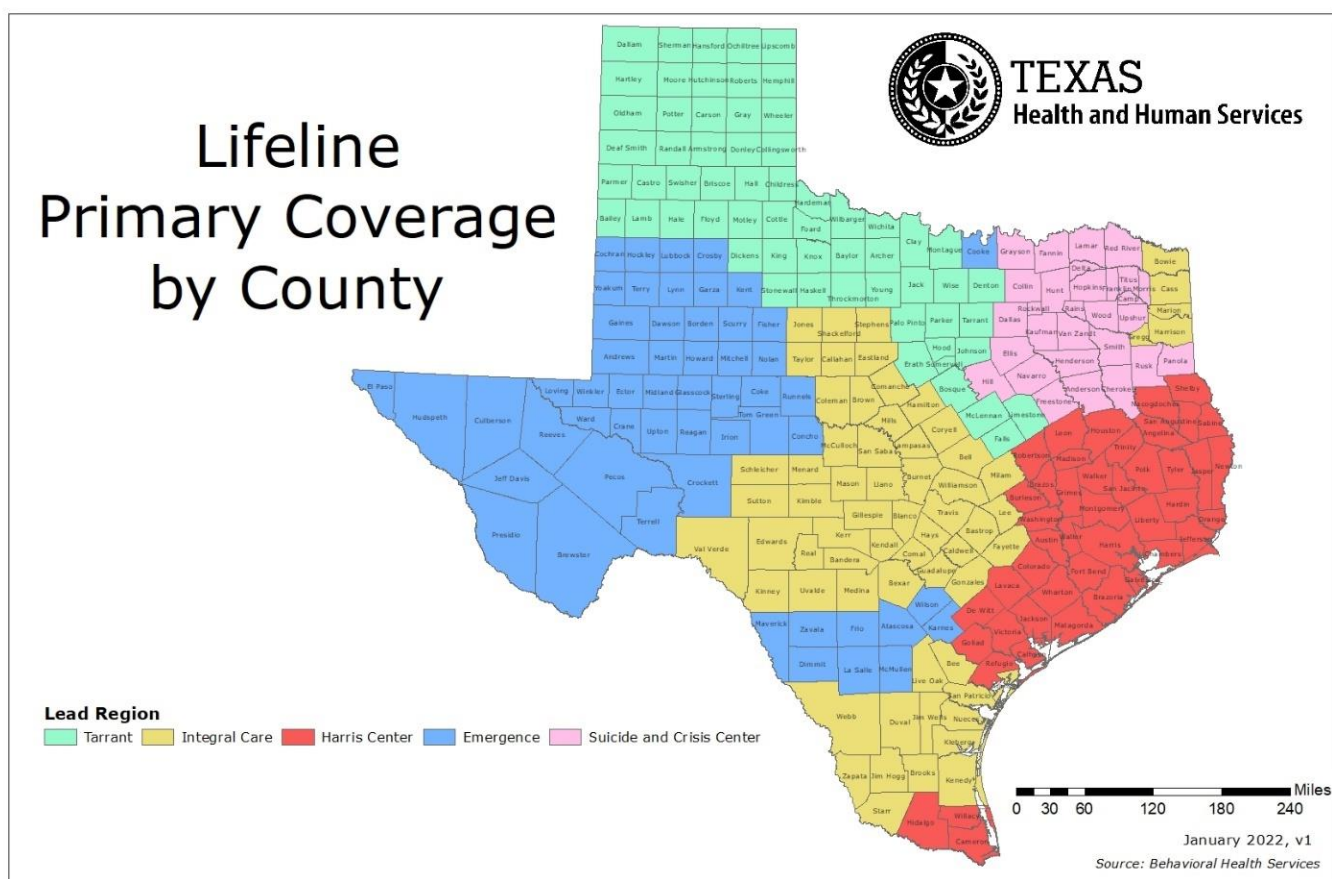 Lifeline
Primary Coverage
by County
TEXAS
Health and Human Services
Dallam Sherman Hansford Ochiltree Lipscomb
Hartley Moore Hutchinson Roberts Hemphill
Oldham Potter Carson Gray Wheeler
Deaf Smith Randall Armstrong Donley Collingsworth
Parmer Castro Swisher Briscoe Hall Childress
Hardeman
Bailey Lamb Hale Floyd Motley Cottle Foard Wilbarger Wichita
Clay Montague Cooke Grayson Fannin Lamar Red River
Cochran Hockley Lubbock Crosby Dickens King Knox Baylor Archer
Delta Titus Bowie
Yoakum Terry Lynn Garza Kent Stonewall Haskell Throckmorton Young Jack Wise Denton Collin Hunt Hopkins Franklin Morris Cass
Camp Marion
Gaines Dawson Borden Scurry Fisher Jones Shackelford Stephens Palo Pinto Parker Tarrant Dallas Rockwall Rains Wood Upshur Harrison
Kaufman Van Zandt Gregg
Andrews Martin Howard Mitchell Nolan Taylor Callahan Eastland Hood Johnson Ellis Smith
Erath Somervell Henderson Rusk Panola
El Paso Hudspeth Culberson Loving Winkler Ector Midland Glasscock Sterling Coke Runnels Coleman Brown Comanche Bosque Hill Navarro Anderson Cherokee Shelby
Hamilton Freestone Nacogdoches
Reeves Ward Crane Upton Reagan Irion Tom Green Concho Mills McLennan Limestone San Augustine Sabine
McCulloch San Saba Lampasas Coryell Falls Leon Houston Angelina
Jeff Davis Pecos Crockett Schleicher Menard Bell Robertson Madison Trinity Polk Tyler Jasper Newton
Mason Llano Burnet Milam Brazos Walker
Sutton Kimble Williamson Burleson Grimes San Jacinto Hardin
Presidio Brewster Terrell Gillespie Blanco Travis Lee Washington Montgomery Liberty Orange
Val Verde Edwards Kerr Kendall Hays Bastrop Austin Waller Harris Jefferson
Real Bandera Comal Caldwell Fayette Chambers
Guadalupe Colorado Fort Bend
Kinney Uvalde Medina Bexar Gonzales Lavaca Wharton Brazoria
Wilson De Witt
Maverick Zavala Frio Atascosa Karnes Jackson Matagorda
Victoria
Dimmit La Salle McMullen Goliad Calhoun
Live Oak Bee Refugio
San Patricio
Webb Duval Jim Wells Nueces
Kleberg
Zapata Jim Hogg Brooks Kenedy
Starr Hidalgo Willacy
Cameron
Lead Region
Tarrant Integral Care Harris Center Emergence Suicide and Crisis Center
Miles
0 30 60 120 180 240
January 2022, v1
Source: Behavioral Health Services